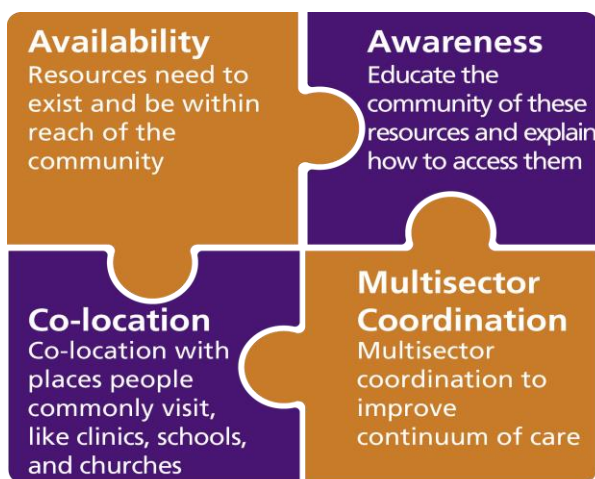 Availability
Resources need to
exist and be within
reach of the
community
Awareness
Educate the
community of these
resources and explain
how to access them
Co-location
Co-location with
places people
commonly visit,
like clinics, schools,
and churches
Multisector
Coordination
Multisector
coordination to
improve
continuum of care